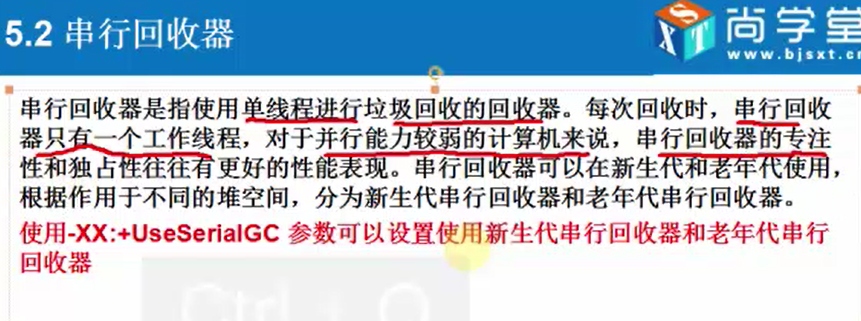 5.2 串行回收器
XST
尚学堂
www.bjsxt.cn
串行回收器是指使用单线程进行垃圾回收的回收器。每次回收时，串行回收
器只有一个工作线程，对于并行能力较弱的计算机来说，串行回收器的专注
性和独占性往往有更好的性能表现。串行回收器可以在新生代和老年代使用，
根据作用于不同的堆空间，分为新生代串行回收器和老年代串行回收器。
使用-XX:+UseSerialGC 参数可以设置使用新生代串行回收器和老年代串行
回收器
Ctrl + O